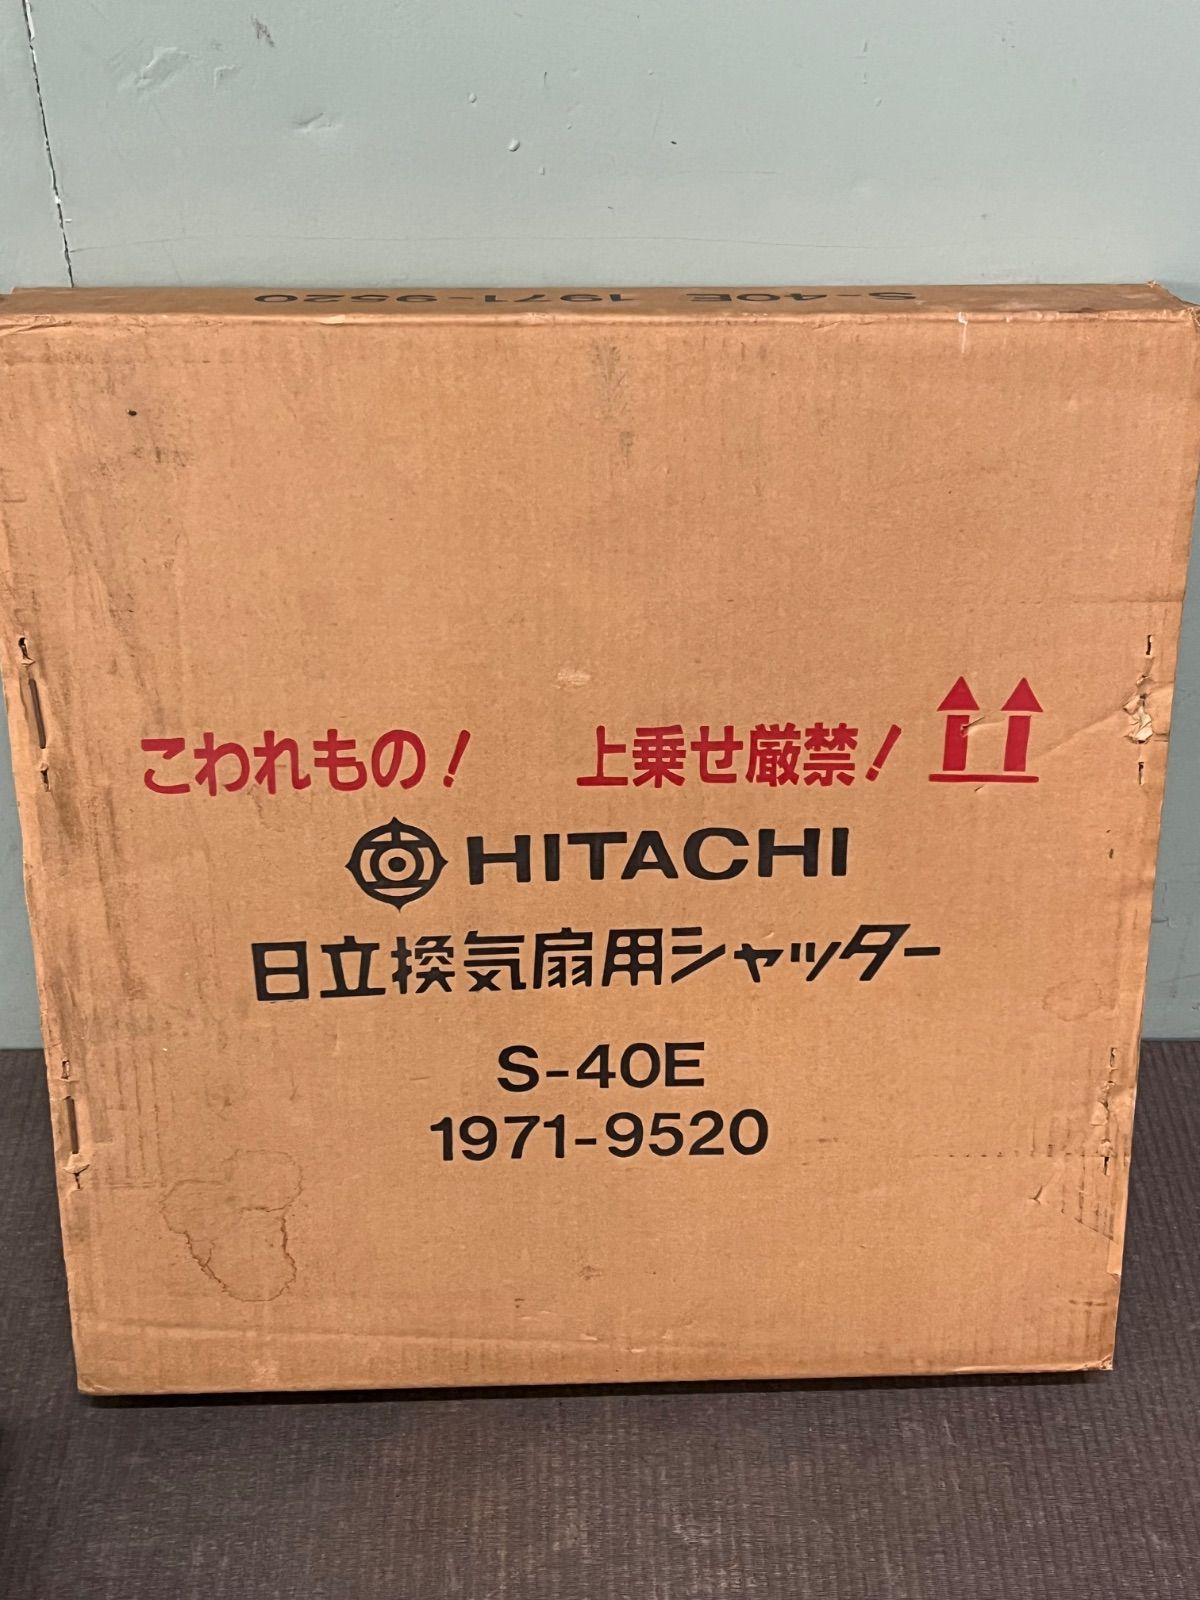 S-40E 1971-9520
こわれもの! 上乗せ厳禁!
HITACHI
日立換気扇用シャッター
S-40E
1971-9520